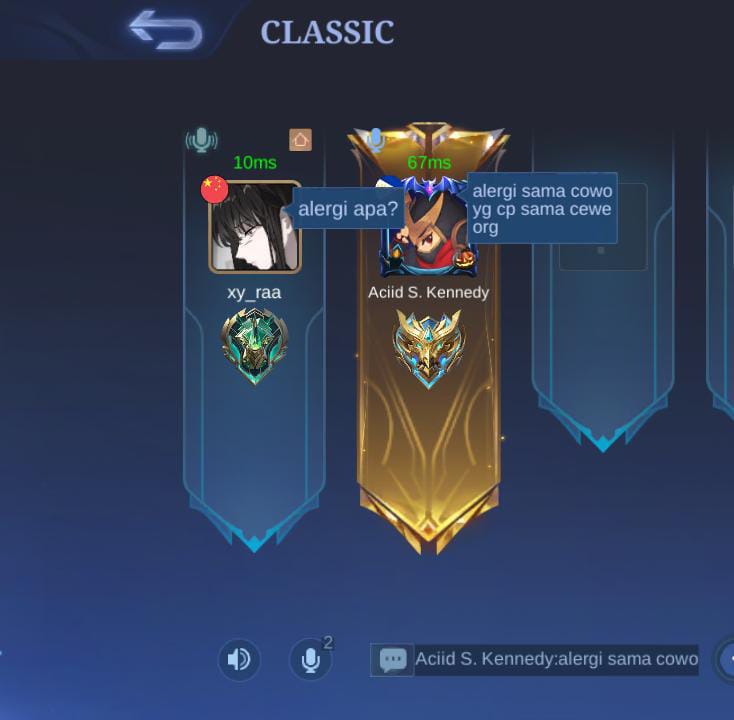 CLASSIC
10ms
67ms
alergi apa?
alergi sama cowo
yg cp sama cewe
org
xy_raa
Aciid S. Kennedy
2
Aciid S. Kennedy:alergi sama cowo